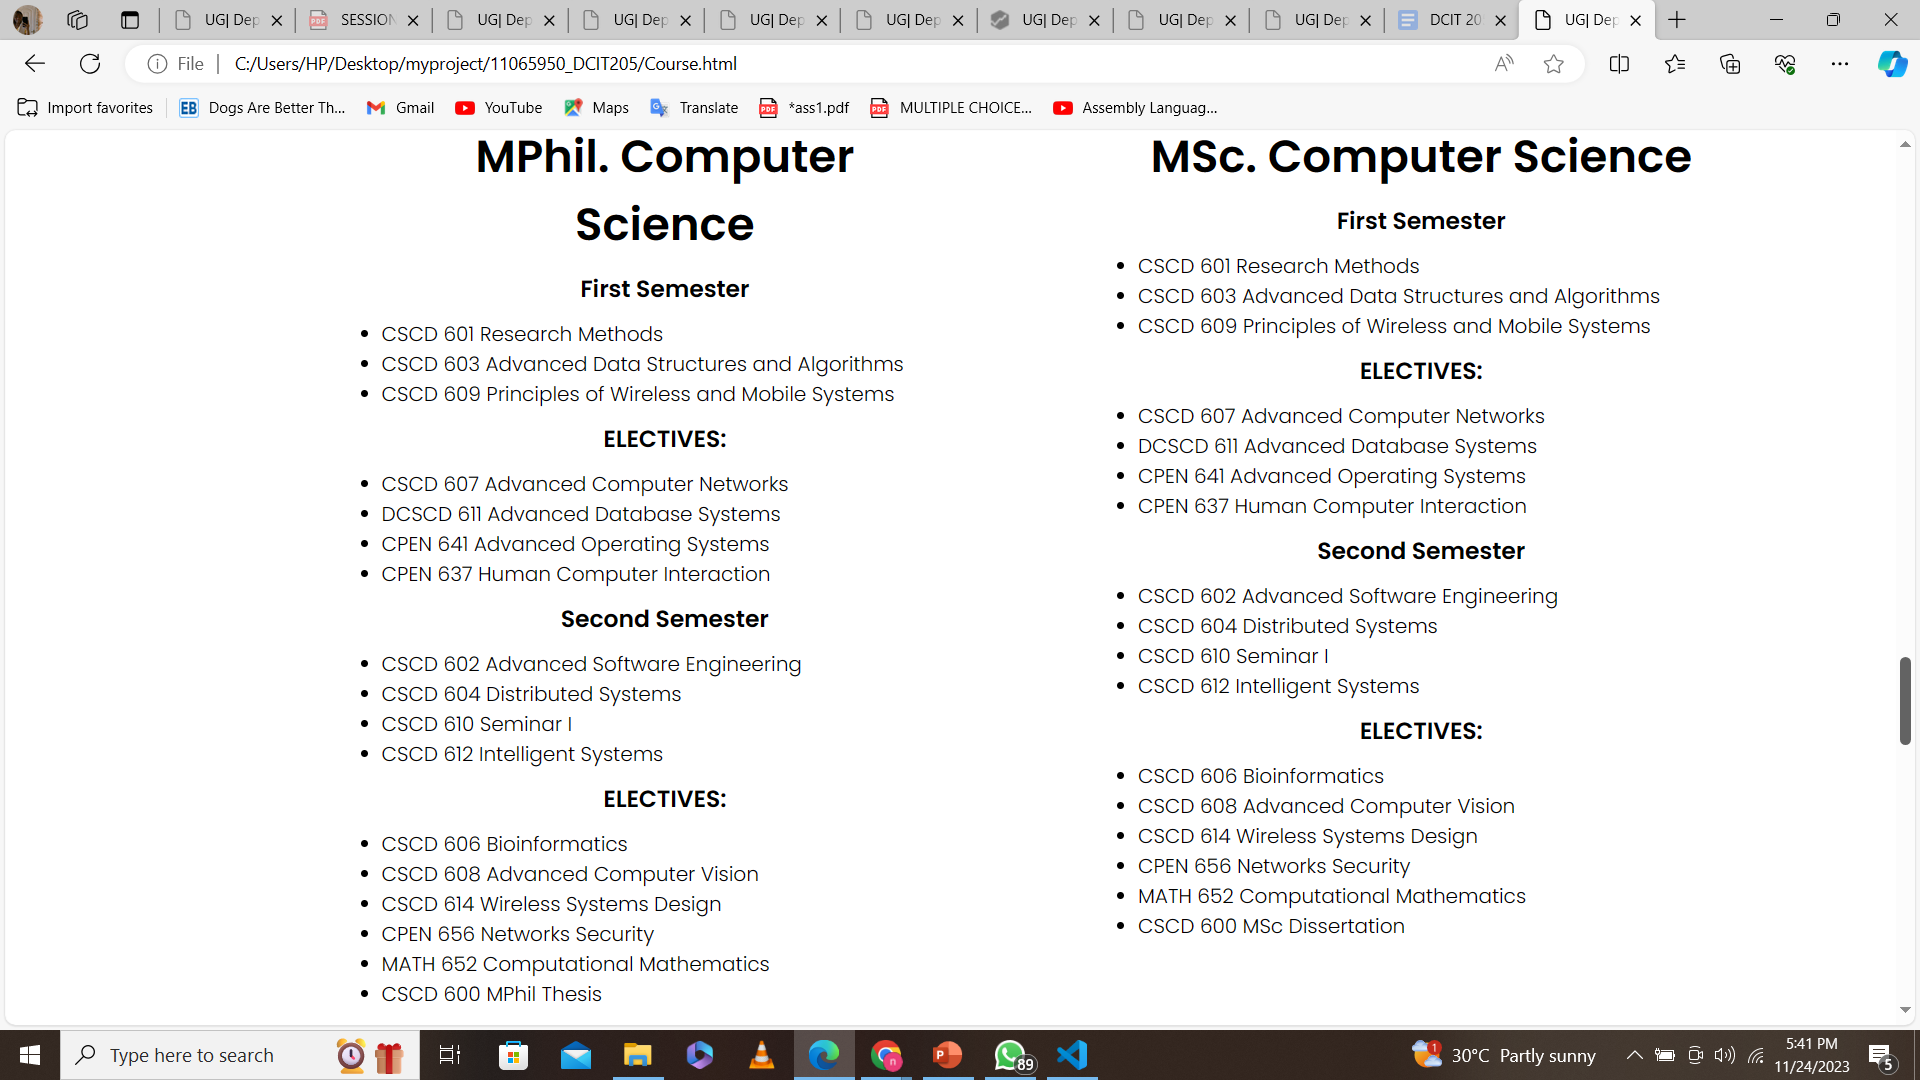 UG| Dep
SESSION
UG| Dep
UG| Dep
UG| Dep
UG| Dep
UG| Dep
UG| Dep
UG| Dep
DCIT 20
UG| Dep
File
C:/Users/HP/Desktop/myproject/11065950_DCIT205/Course.html
Import favorites
EB Dogs Are Better Th...
Gmail
YouTube
Maps
Translate
PDF *ass1.pdf
PDF MULTIPLE CHOICE...
Assembly Languag...
MPhil. Computer
Science
First Semester
• CSCD 601 Research Methods
• CSCD 603 Advanced Data Structures and Algorithms
• CSCD 609 Principles of Wireless and Mobile Systems
ELECTIVES:
• CSCD 607 Advanced Computer Networks
• DCSCD 611 Advanced Database Systems
• CPEN 641 Advanced Operating Systems
• CPEN 637 Human Computer Interaction
Second Semester
• CSCD 602 Advanced Software Engineering
• CSCD 604 Distributed Systems
• CSCD 610 Seminar I
• CSCD 612 Intelligent Systems
ELECTIVES:
• CSCD 606 Bioinformatics
• CSCD 608 Advanced Computer Vision
• CSCD 614 Wireless Systems Design
• CPEN 656 Networks Security
• MATH 652 Computational Mathematics
• CSCD 600 MPhil Thesis
MSc. Computer Science
First Semester
• CSCD 601 Research Methods
• CSCD 603 Advanced Data Structures and Algorithms
• CSCD 609 Principles of Wireless and Mobile Systems
ELECTIVES:
• CSCD 607 Advanced Computer Networks
• DCSCD 611 Advanced Database Systems
• CPEN 641 Advanced Operating Systems
• CPEN 637 Human Computer Interaction
Second Semester
• CSCD 602 Advanced Software Engineering
• CSCD 604 Distributed Systems
• CSCD 610 Seminar I
• CSCD 612 Intelligent Systems
ELECTIVES:
• CSCD 606 Bioinformatics
• CSCD 608 Advanced Computer Vision
• CSCD 614 Wireless Systems Design
• CPEN 656 Networks Security
• MATH 652 Computational Mathematics
• CSCD 600 MSc Dissertation
Type here to search
89
1
30°C Partly sunny
5:41 PM
11/24/2023
5